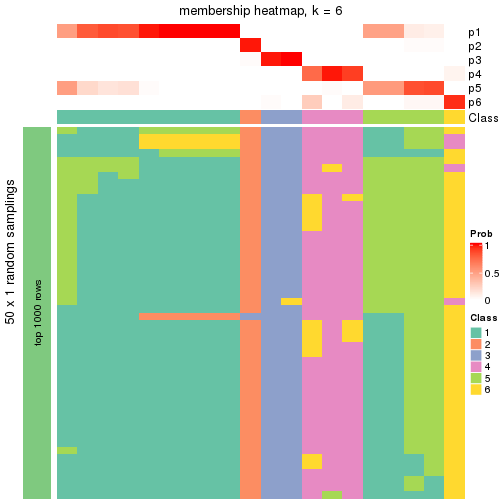 membership heatmap, k = 6
p1
p2
p3
p4
p5
p6
Class
50 x 1 random samplings
top 1000 rows
Prob
1
0.5
0
Class
1
2
3
4
5
6